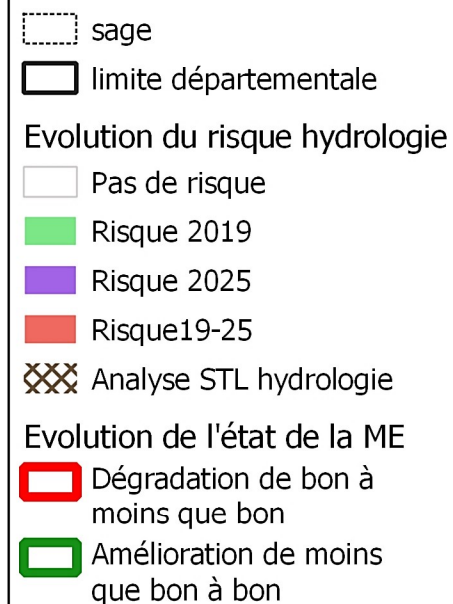 sage
limite départementale
Evolution du risque hydrologie
Pas de risque
Risque 2019
Risque 2025
Risque19-25
Analyse STL hydrologie
Evolution de l'état de la ME
Dégradation de bon à
moins que bon
Amélioration de moins
que bon à bon